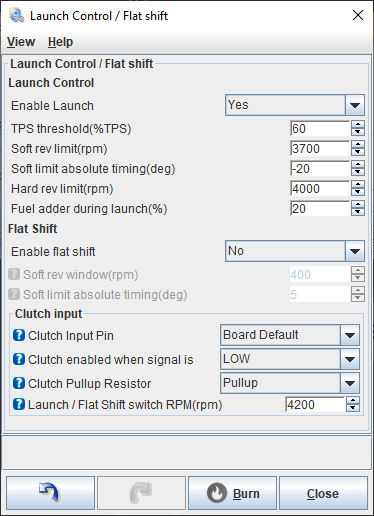 Launch Control / Flat shift
View Help
Launch Control / Flat shift
Launch Control
Enable Launch Yes
TPS threshold(%TPS) 60
Soft rev limit(rpm) 3700
Soft limit absolute timing(deg) -20
Hard rev limit(rpm) 4000
Fuel adder during launch(%) 20
Flat Shift
Enable flat shift No
Soft rev window(rpm) 400
Soft limit absolute timing(deg) 5
Clutch input
Clutch Input Pin Board Default
Clutch enabled when signal is LOW
Clutch Pullup Resistor Pullup
Launch / Flat Shift switch RPM(rpm) 4200
Burn Close